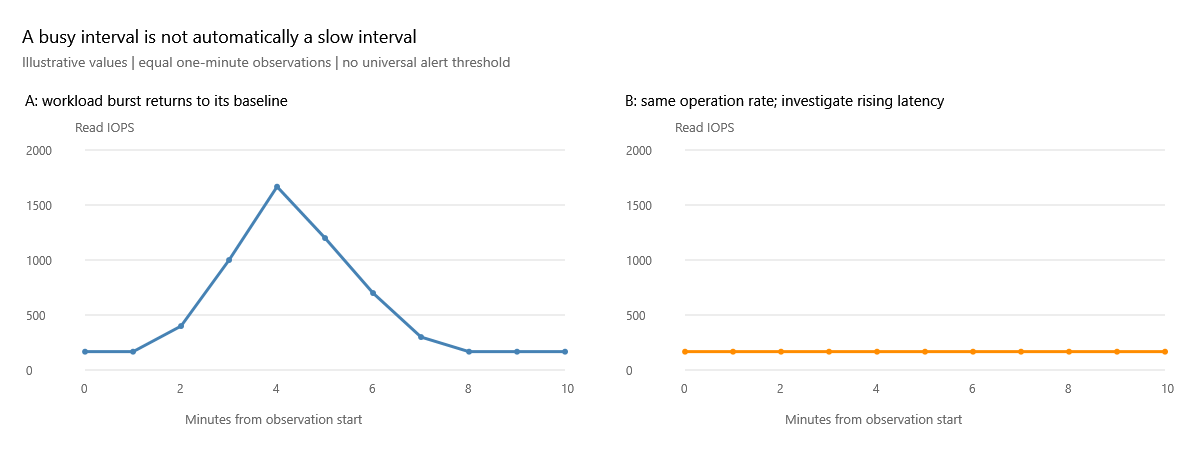 A busy interval is not automatically a slow interval
Illustrative values | equal one-minute observations | no universal alert threshold
A: workload burst returns to its baseline
Read IOPS
2000
1500
1000
500
0
0 2 4 6 8 10
Minutes from observation start
B: same operation rate; investigate rising latency
Read IOPS
2000
1500
1000
500
0
0 2 4 6 8 10
Minutes from observation start